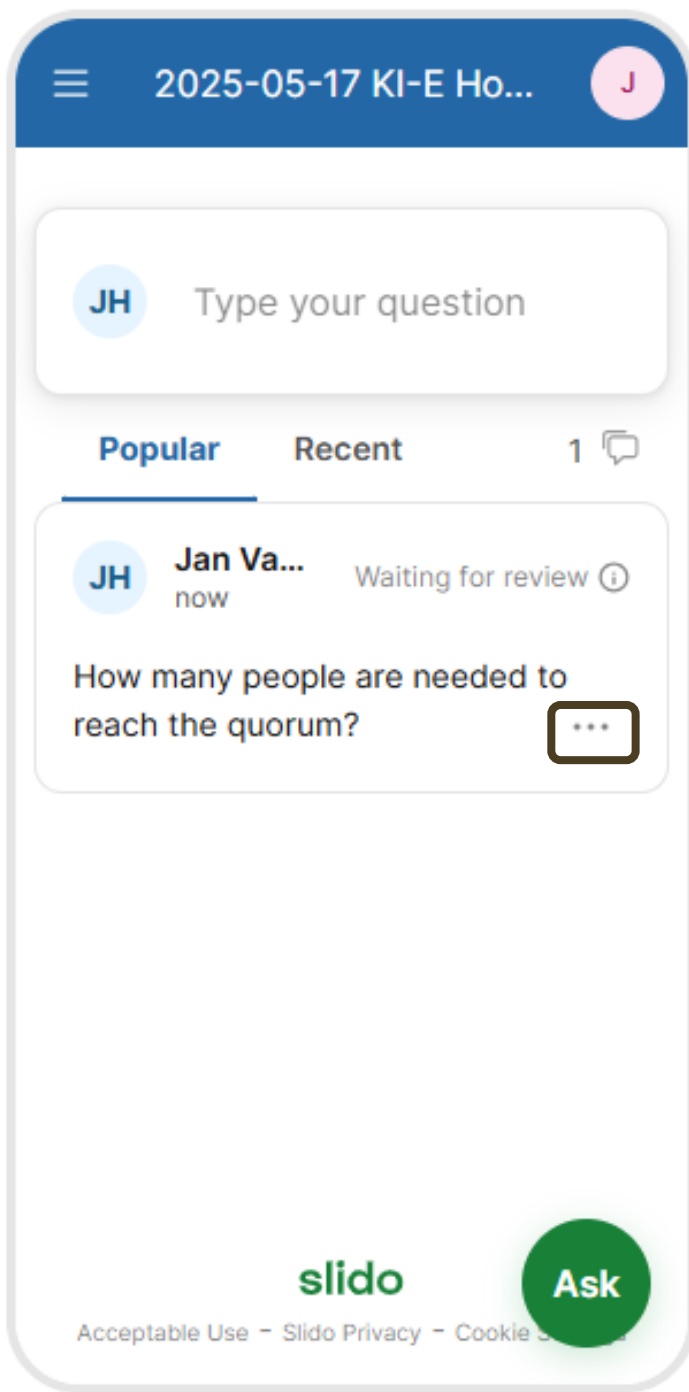 2025-05-17 KI-E Ho...
J
JH
Type your question
Popular
Recent
1
JH
Jan Va...
Waiting for review
now
How many people are needed to
reach the quorum?
slido
Ask
Acceptable Use - Slido Privacy - Cookie